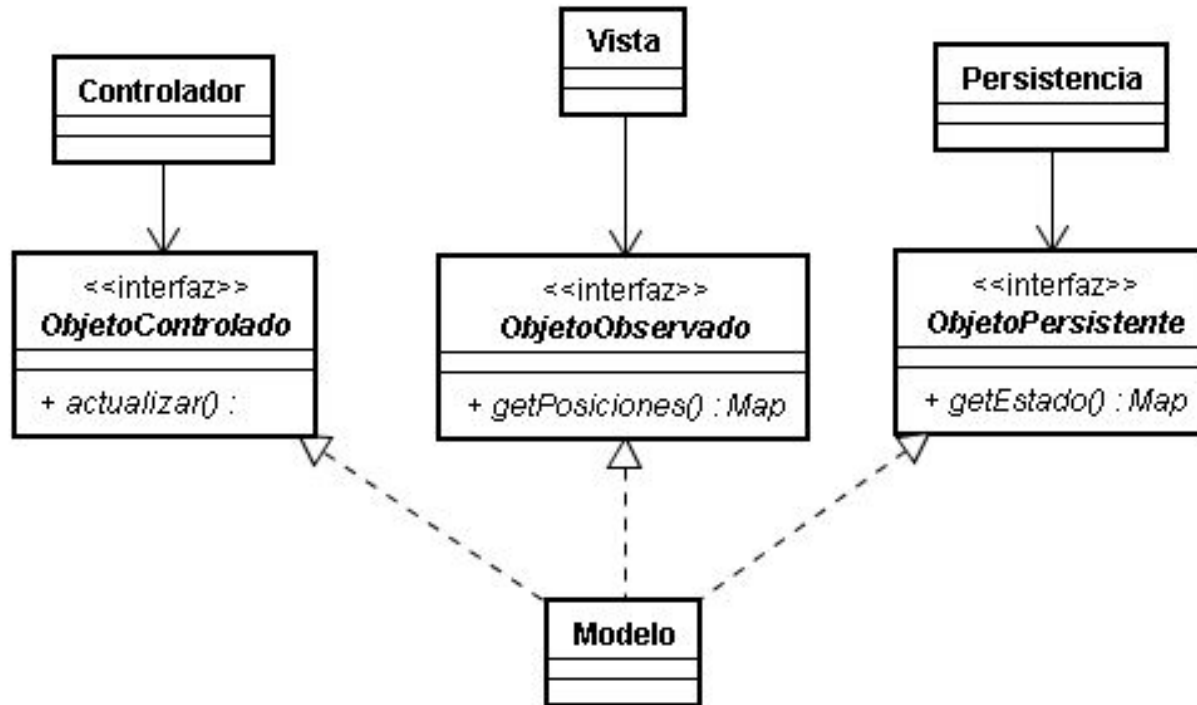 Controlador
Vista
Persistencia
<<interfaz>>
ObjetoControlado
+ actualizar() :
<<interfaz>>
ObjetoObservado
+ getPosiciones() : Map
<<interfaz>>
ObjetoPersistente
+ getEstado() : Map
Modelo